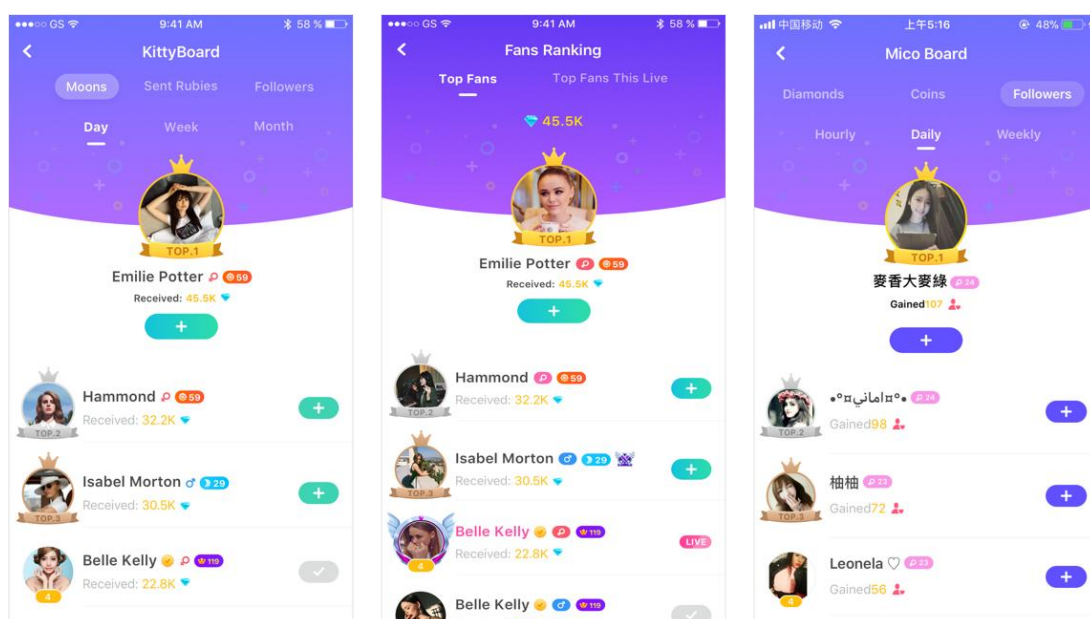 GS 9:41 AM 58 %
KittyBoard
Moons Sent Rubies Followers
Day Week Month
TOP.1
Emilie Potter 59
Received: 45.5K
+
Hammond 59
Received: 32.2K
+
TOP.2
Isabel Morton 29
Received: 30.5K
+
TOP.3
Belle Kelly 119
Received: 22.8K
4
GS 9:41 AM 58 %
Fans Ranking
Top Fans Top Fans This Live
45.5K
TOP.1
Emilie Potter 59
Received: 45.5K
+
Hammond 59
Received: 32.2K
+
TOP.2
Isabel Morton 29
Received: 30.5K
+
TOP.3
Belle Kelly 119
LIVE
Received: 22.8K
4
Belle Kelly 119
中国移动 上午5:16 48%
Mico Board
Diamonds Coins Followers
Hourly Daily Weekly
TOP.1
麥香大麥綠 24
Gained107
+
•°¤اماني¤°• 24
Gained98
+
TOP.2
柚柚 23
Gained72
+
TOP.3
Leonela ♡ 23
Gained56
+
4